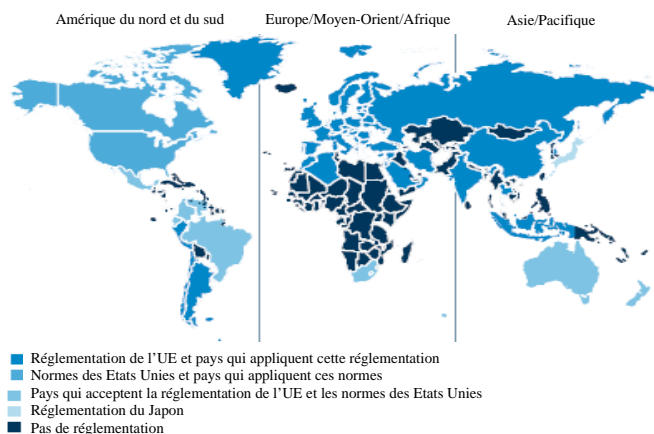 Amérique du nord et du sud
Europe/Moyen-Orient/Afrique
Asie/Pacifique
Réglementation de l'UE et pays qui appliquent cette réglementation
Normes des Etats Unies et pays qui appliquent ces normes
Pays qui acceptent la réglementation de l'UE et les normes des Etats Unies
Réglementation du Japon
Pas de réglementation